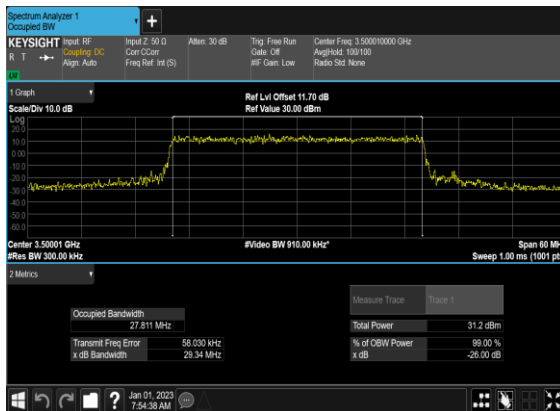 Spectrum Analyzer 1
Occupied BW
KEYSIGHT Input: RF
R T Coupling: DC
Align: Auto
LXI
Input Z: 50 Ω
Corr CCorr
Freq Ref: Int (S)
Atten: 30 dB
Trig: Free Run
Gate: Off
#IF Gain: Low
Center Freq: 3.500010000 GHz
Avg|Hold: 100/100
Radio Std: None
1 Graph
Scale/Div 10.0 dB
Ref Lvl Offset 11.70 dB
Ref Value 30.00 dBm
Log
20.0
10.0
0.00
-10.0
-20.0
-30.0
-40.0
-50.0
-60.0
Center 3.50001 GHz
#Res BW 300.00 kHz
#Video BW 910.00 kHz*
Span 60 MH
Sweep 1.00 ms (1001 pt
2 Metrics
Measure Trace Trace 1
Occupied Bandwidth
27.811 MHz
Total Power 31.2 dBm
Transmit Freq Error 58.030 kHz
% of OBW Power 99.00 %
x dB Bandwidth 29.34 MHz
x dB -26.00 dB
Jan 01, 2023
7:54:38 AM